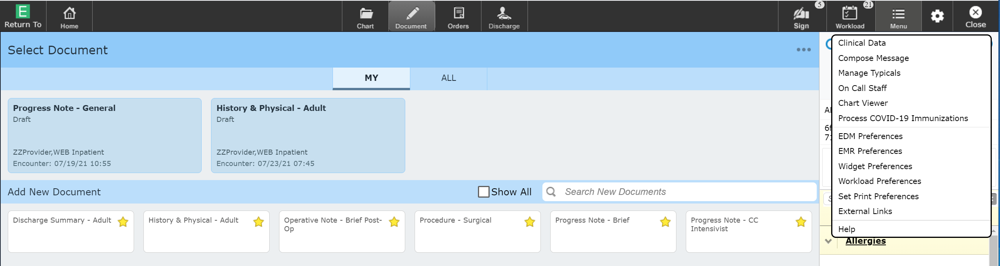 E
Return To
Home
Chart
Document
Orders
Discharge
5
Sign
21
Workload
Menu
Close
Select Document
MY
ALL
Progress Note - General
Draft
ZZProvider,WEB Inpatient
Encounter: 07/19/21 10:55
History & Physical - Adult
Draft
ZZProvider,WEB Inpatient
Encounter: 07/23/21 07:45
Add New Document
Show All
Search New Documents
Discharge Summary - Adult
History & Physical - Adult
Operative Note - Brief Post-
Op
Procedure - Surgical
Progress Note - Brief
Progress Note - CC
Intensivist
Clinical Data
Compose Message
Manage Typicals
On Call Staff
Chart Viewer
Process COVID-19 Immunizations
EDM Preferences
EMR Preferences
Widget Preferences
Workload Preferences
Set Print Preferences
External Links
Help
Allergies